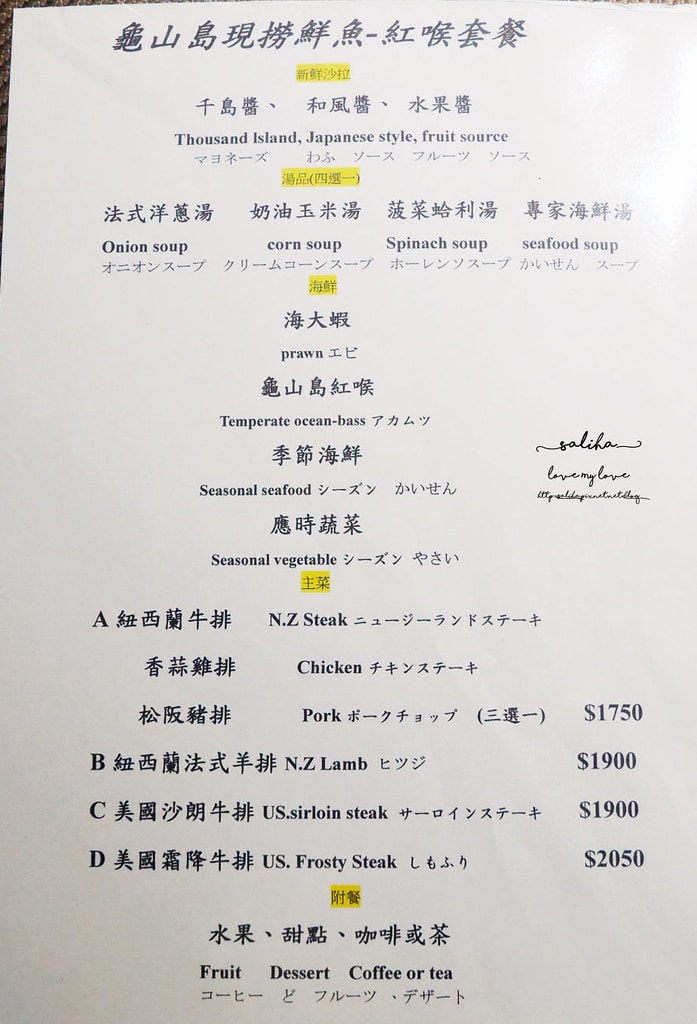 龜山島現撈鮮魚-紅喉套餐
新鮮沙拉
千島醬、 和風醬、 水果醬
Thousand Island, Japanese style, fruit source
マヨネーズ わふ ソース フルーツ ソース
湯品(四選一)
法式洋蔥湯 奶油玉米湯 菠菜蛤利湯 專家海鮮湯
Onion soup corn soup Spinach soup seafood soup
オニオンスープ クリームコーンスープ ホーレンソスープ かいせん スープ
海鮮
海大蝦
prawn エビ
龜山島紅喉
Temperate ocean-bass アカムツ
季節海鮮
Seasonal seafood シーズン かいせん
saliha
love my love
http:saliha.pixnet.net/blog
應時蔬菜
Seasonal vegetable シーズン やさい
主菜
A 紐西蘭牛排 N.Z Steak ニュージーランドステーキ
香蒜雞排 Chicken チキンステーキ
松阪豬排 Pork ポークチョップ (三選一) $1750
B 紐西蘭法式羊排 N.Z Lamb ヒツジ $1900
C 美國沙朗牛排 US.sirloin steak サーロインステーキ $1900
D 美國霜降牛排 US. Frosty Steak しもふり $2050
附餐
水果、甜點、咖啡或茶
Fruit Dessert Coffee or tea
コーヒー ど フルーツ 、デザート